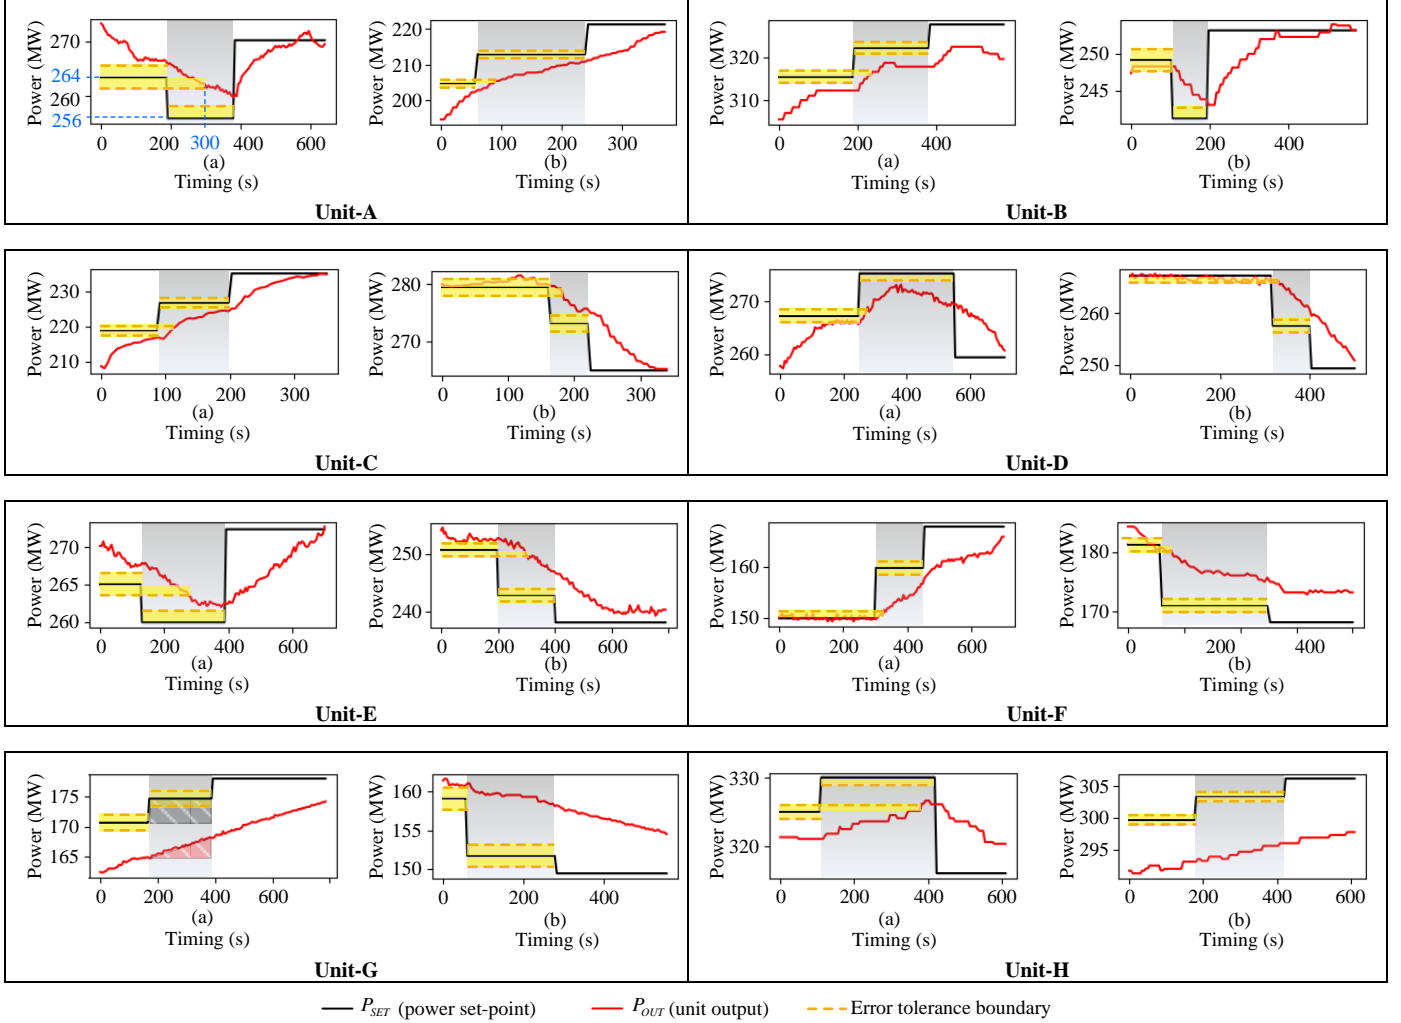 Power (MW)
270
264
260
256
0
200
300
400
600
(a)
Timing (s)
Power (MW)
220
210
200
0
100
200
300
(b)
Timing (s)
Unit-A
Power (MW)
320
310
0
200
400
(a)
Timing (s)
Power (MW)
250
245
0
200
400
(b)
Timing (s)
Unit-B
Power (MW)
230
220
210
0
100
200
300
(a)
Timing (s)
Power (MW)
280
270
0
100
200
300
(b)
Timing (s)
Unit-C
Power (MW)
270
260
0
200
400
600
(a)
Timing (s)
Power (MW)
260
250
0
200
400
(b)
Timing (s)
Unit-D
Power (MW)
270
265
260
0
200
400
600
(a)
Timing (s)
Power (MW)
250
240
0
200
400
600
800
(b)
Timing (s)
Unit-E
Power (MW)
160
150
0
200
400
600
(a)
Timing (s)
Power (MW)
180
170
0
200
400
(b)
Timing (s)
Unit-F
Power (MW)
175
170
165
0
200
400
600
(a)
Timing (s)
Power (MW)
160
155
150
0
200
400
(b)
Timing (s)
Unit-G
Power (MW)
330
320
0
200
400
600
(a)
Timing (s)
Power (MW)
305
300
295
0
200
400
600
(b)
Timing (s)
Unit-H
P_SET (power set-point)
P_OUT (unit output)
Error tolerance boundary